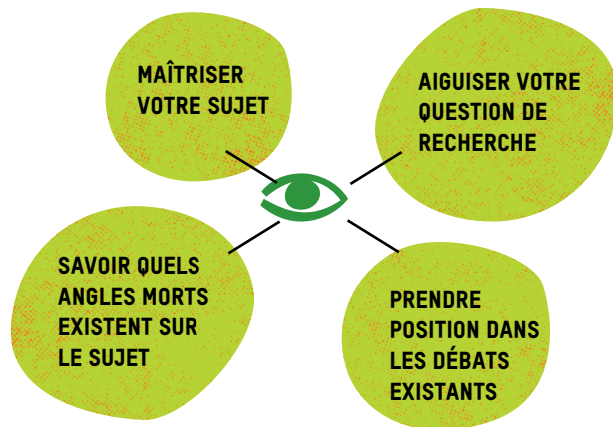 MAÎTRISER
VOTRE SUJET
AIGUISER VOTRE
QUESTION DE
RECHERCHE
SAVOIR QUELS
ANGLES MORTS
EXISTENT SUR
LE SUJET
PRENDRE
POSITION DANS
LES DÉBATS
EXISTANTS